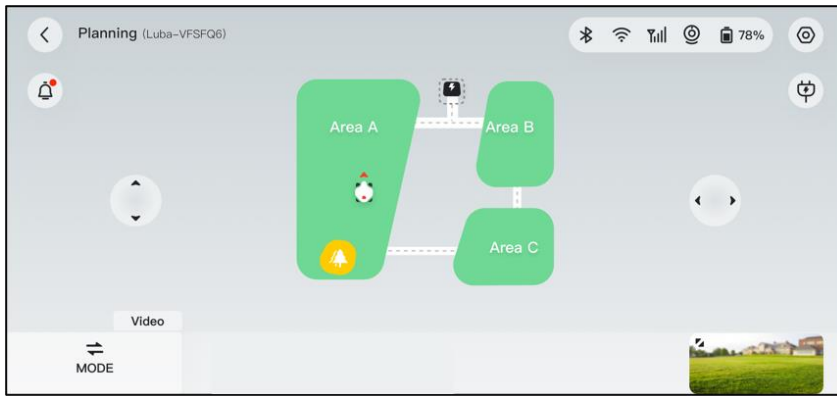 Planning (Luba-VFSFQ6)
78%
Area A
Area B
Area C
Video
MODE